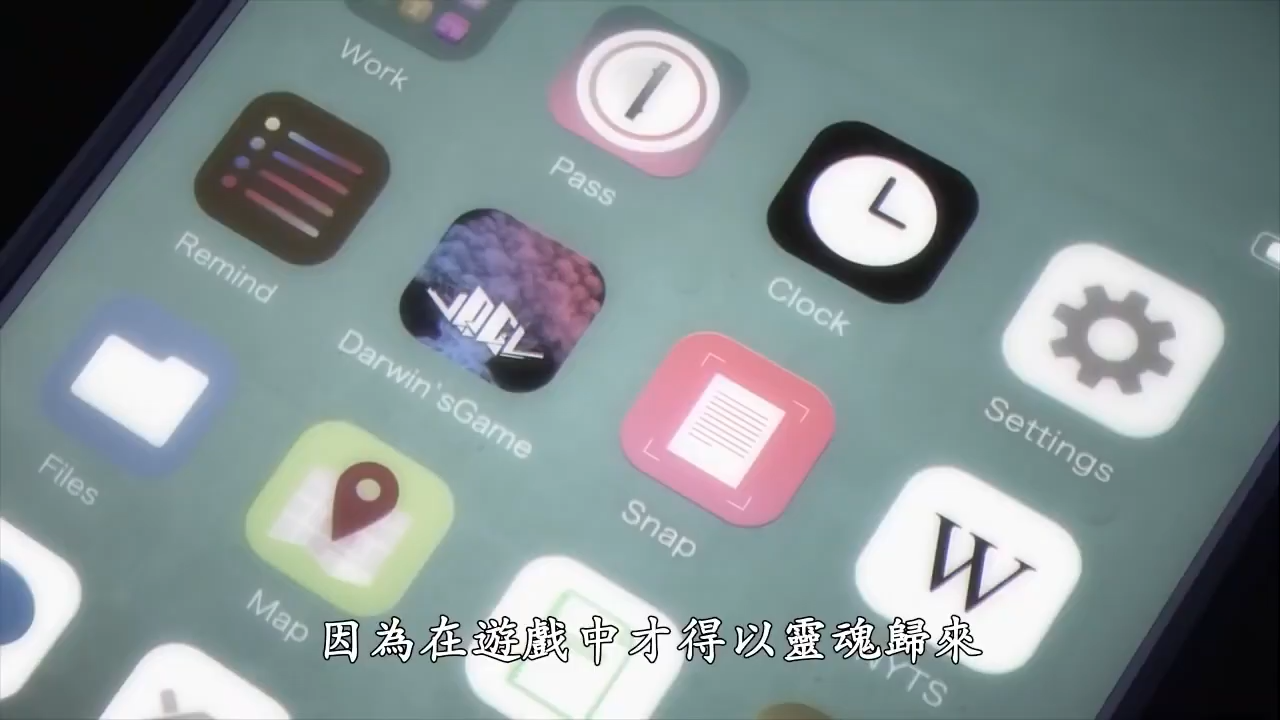 Work
Pass
Remind
Clock
Darwin'sGame
Settings
Files
Snap
W
Map
NYTS
因為在遊戲中才得以靈魂歸來